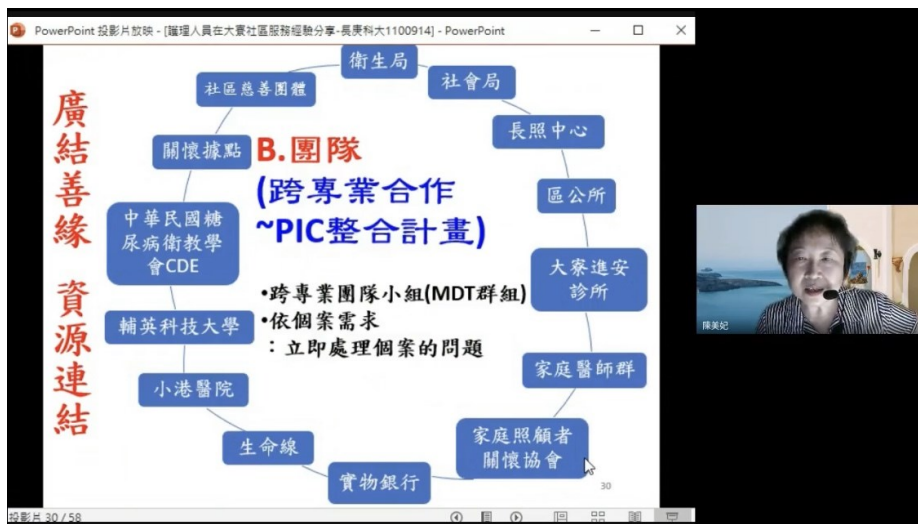 PowerPoint 投影片放映 - [護理人員在大寮社區服務經驗分享-長庚科大1100914] - PowerPoint
廣結善緣 資源連結
衛生局
社會局
長照中心
區公所
大寮進安
診所
家庭醫師群
家庭照顧者
關懷協會
實物銀行
生命線
小港醫院
輔英科技大學
中華民國糖
尿病衛教學
會CDE
關懷據點
社區慈善團體
B.團隊
(跨專業合作
~PIC整合計畫)
•跨專業團隊小組(MDT群組)
•依個案需求
：立即處理個案的問題
30
投影片 30 / 58
陳美妃